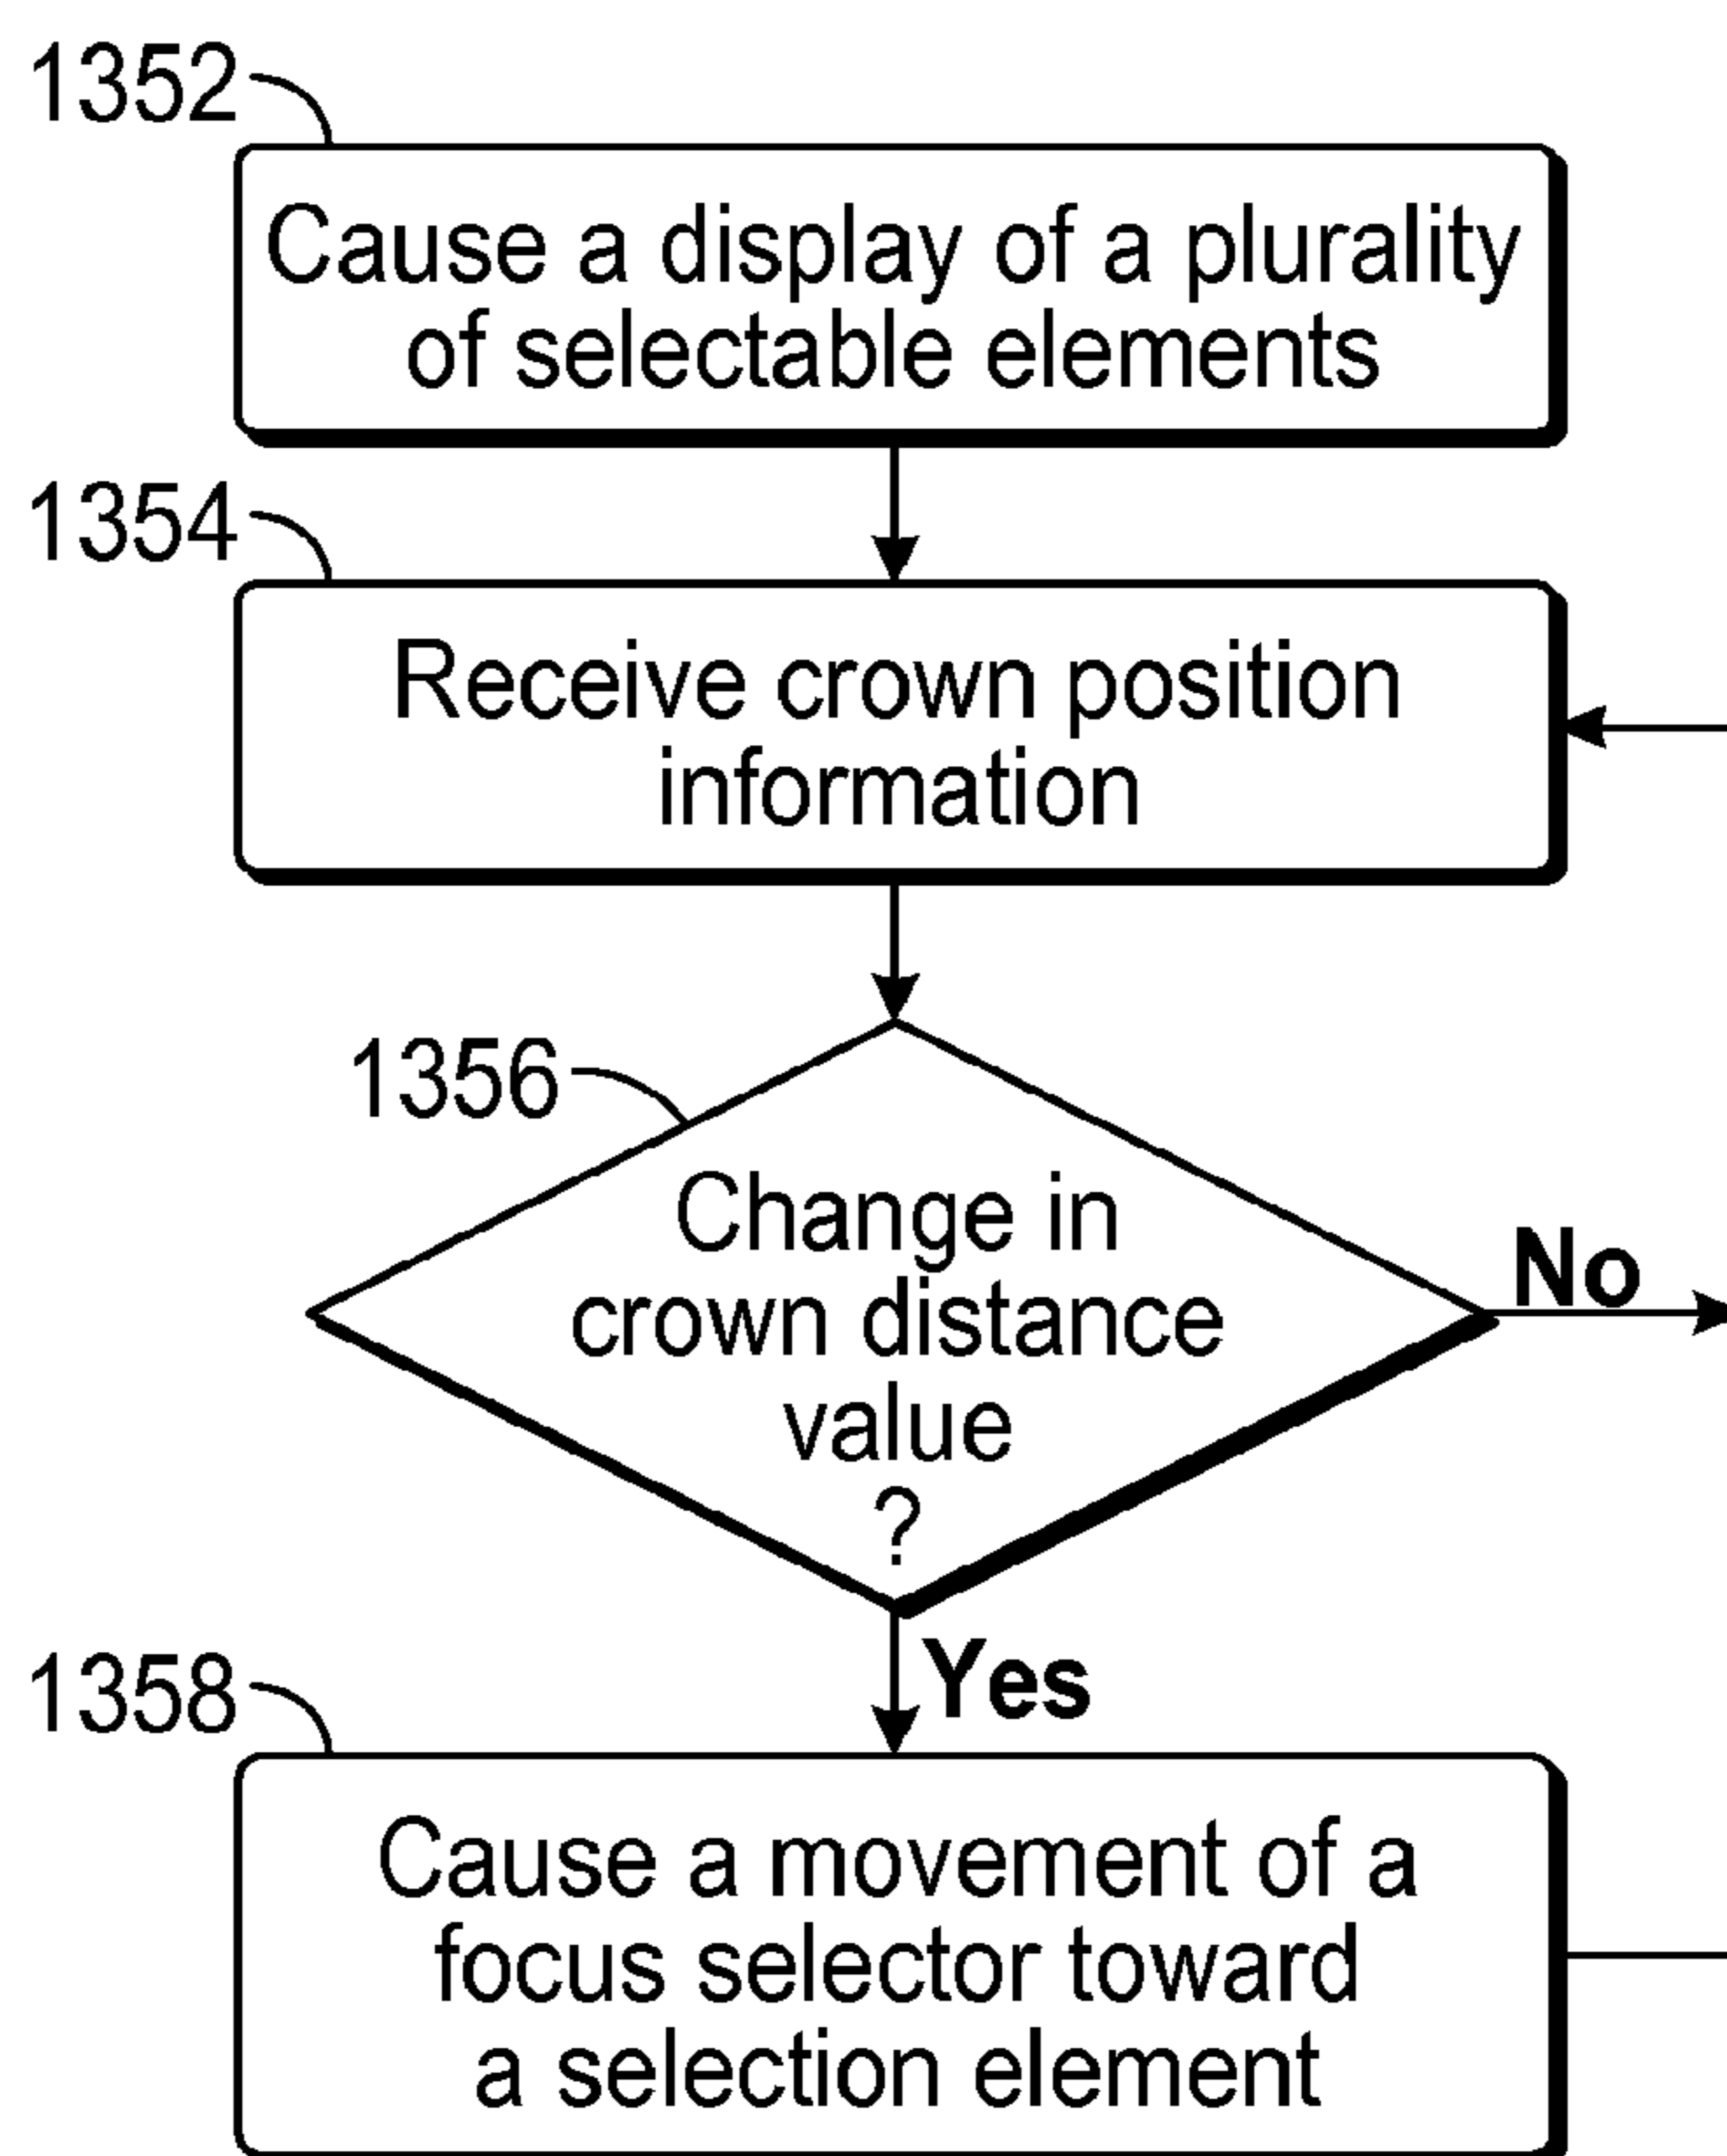 1352
Cause a display of a plurality
of selectable elements
1354
Receive crown position
information
1356
Change in
crown distance
value
?
No
Yes
1358
Cause a movement of a
focus selector toward
a selection element